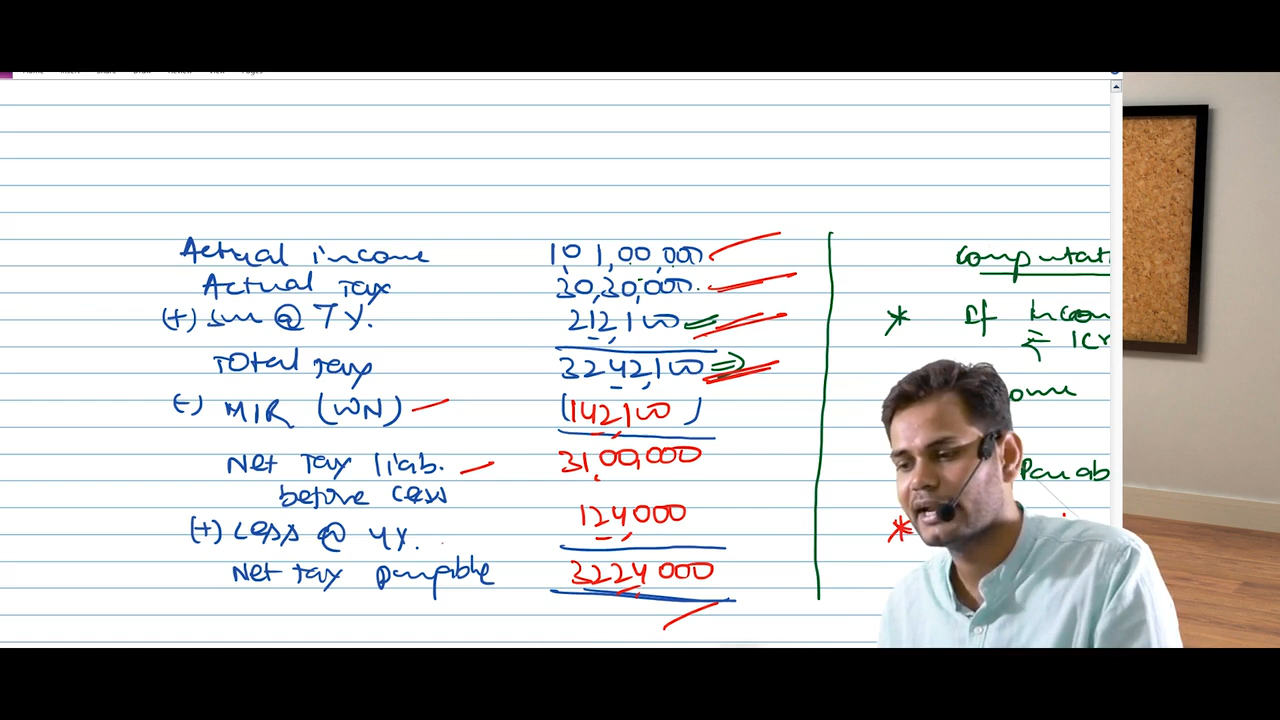 Actual income 10 1,00,000
Actual Tax 30,30,000
(+) Sur @ 7%. 212100
Total Tax 3242100
(-) MIR (WN) (142100)
Net Tax liab. 31,00,000
before cess
(+) Cess @ 4%. 124000
Net Tax payable 3224000
Computat
* If Incom
= 1Cr
ome
Payab
*